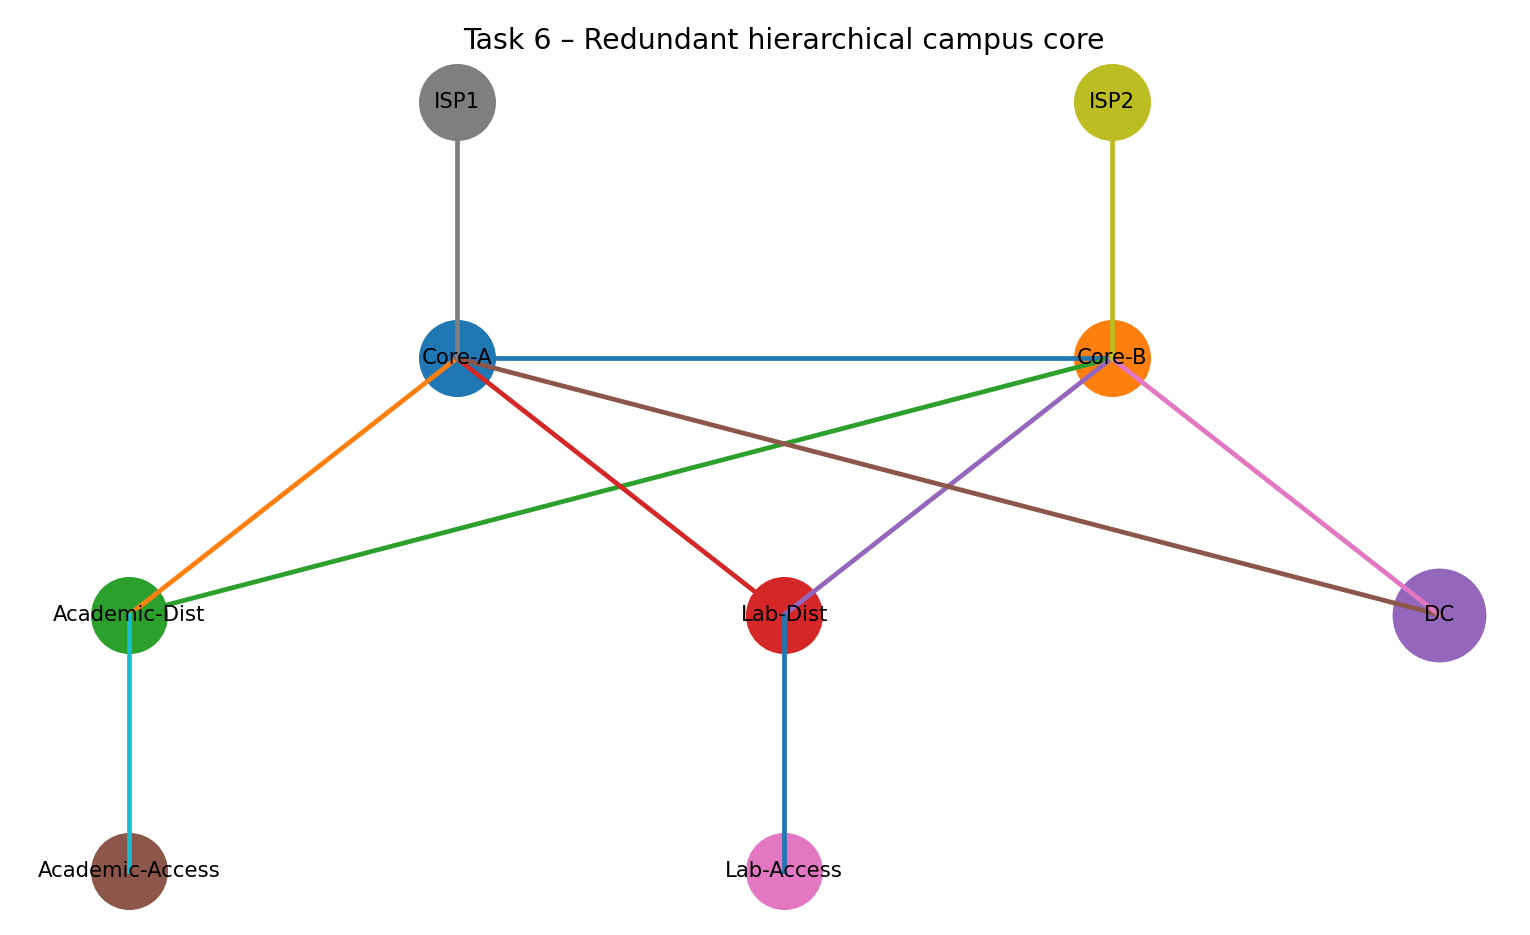 Task 6 – Redundant hierarchical campus core
ISP1
ISP2
Core-A
Core-B
Academic-Dist
Lab-Dist
DC
Academic-Access
Lab-Access